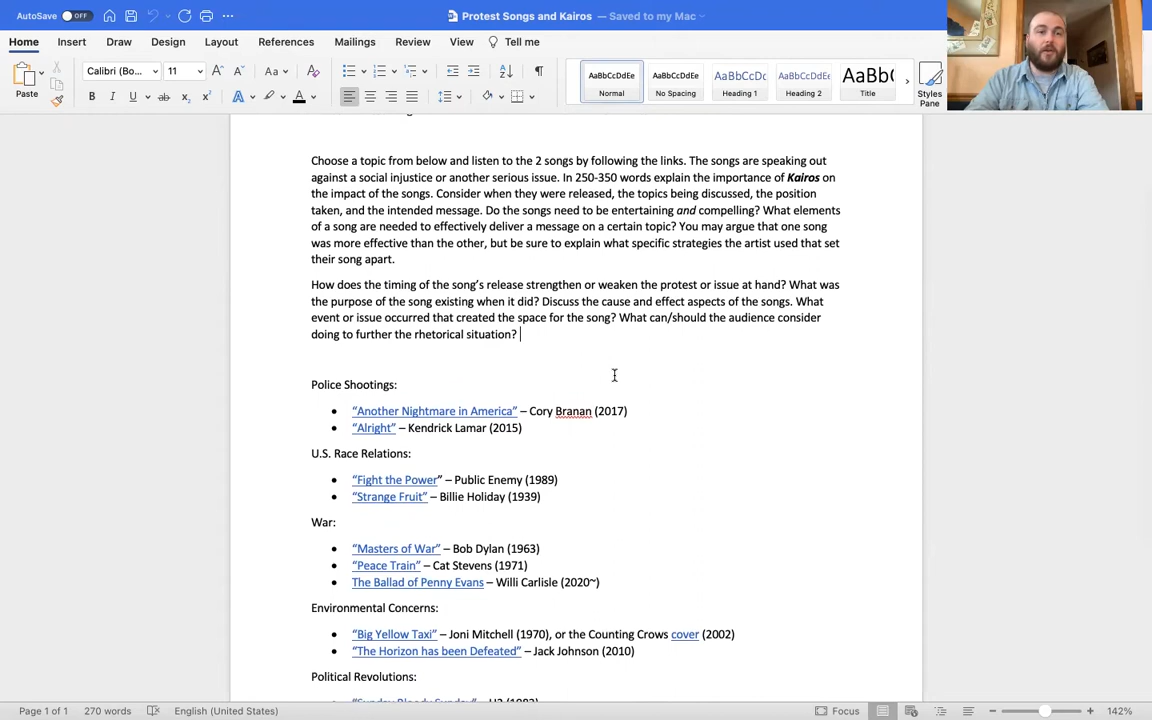 AutoSave OFF
Protest Songs and Kairos — Saved to my Mac
Home Insert Draw Design Layout References Mailings Review View Tell me
Paste
Calibri (Bo... 11
B I U ab x₂ x² A A
AaBbCcDdEe AaBbCcDdEe AaBbCcDc AaBbCcDdEe AaBb(
Normal No Spacing Heading 1 Heading 2 Title
Styles Pane
Choose a topic from below and listen to the 2 songs by following the links. The songs are speaking out
against a social injustice or another serious issue. In 250-350 words explain the importance of Kairos on
the impact of the songs. Consider when they were released, the topics being discussed, the position
taken, and the intended message. Do the songs need to be entertaining and compelling? What elements
of a song are needed to effectively deliver a message on a certain topic? You may argue that one song
was more effective than the other, but be sure to explain what specific strategies the artist used that set
their song apart.
How does the timing of the song's release strengthen or weaken the protest or issue at hand? What was
the purpose of the song existing when it did? Discuss the cause and effect aspects of the songs. What
event or issue occurred that created the space for the song? What can/should the audience consider
doing to further the rhetorical situation?
Police Shootings:
• “Another Nightmare in America” – Cory Branan (2017)
• “Alright” – Kendrick Lamar (2015)
U.S. Race Relations:
• “Fight the Power” – Public Enemy (1989)
• “Strange Fruit” – Billie Holiday (1939)
War:
• “Masters of War” – Bob Dylan (1963)
• “Peace Train” – Cat Stevens (1971)
• The Ballad of Penny Evans – Willi Carlisle (2020~)
Environmental Concerns:
• “Big Yellow Taxi” – Joni Mitchell (1970), or the Counting Crows cover (2002)
• “The Horizon has been Defeated” – Jack Johnson (2010)
Political Revolutions:
Page 1 of 1 270 words English (United States) Focus 142%